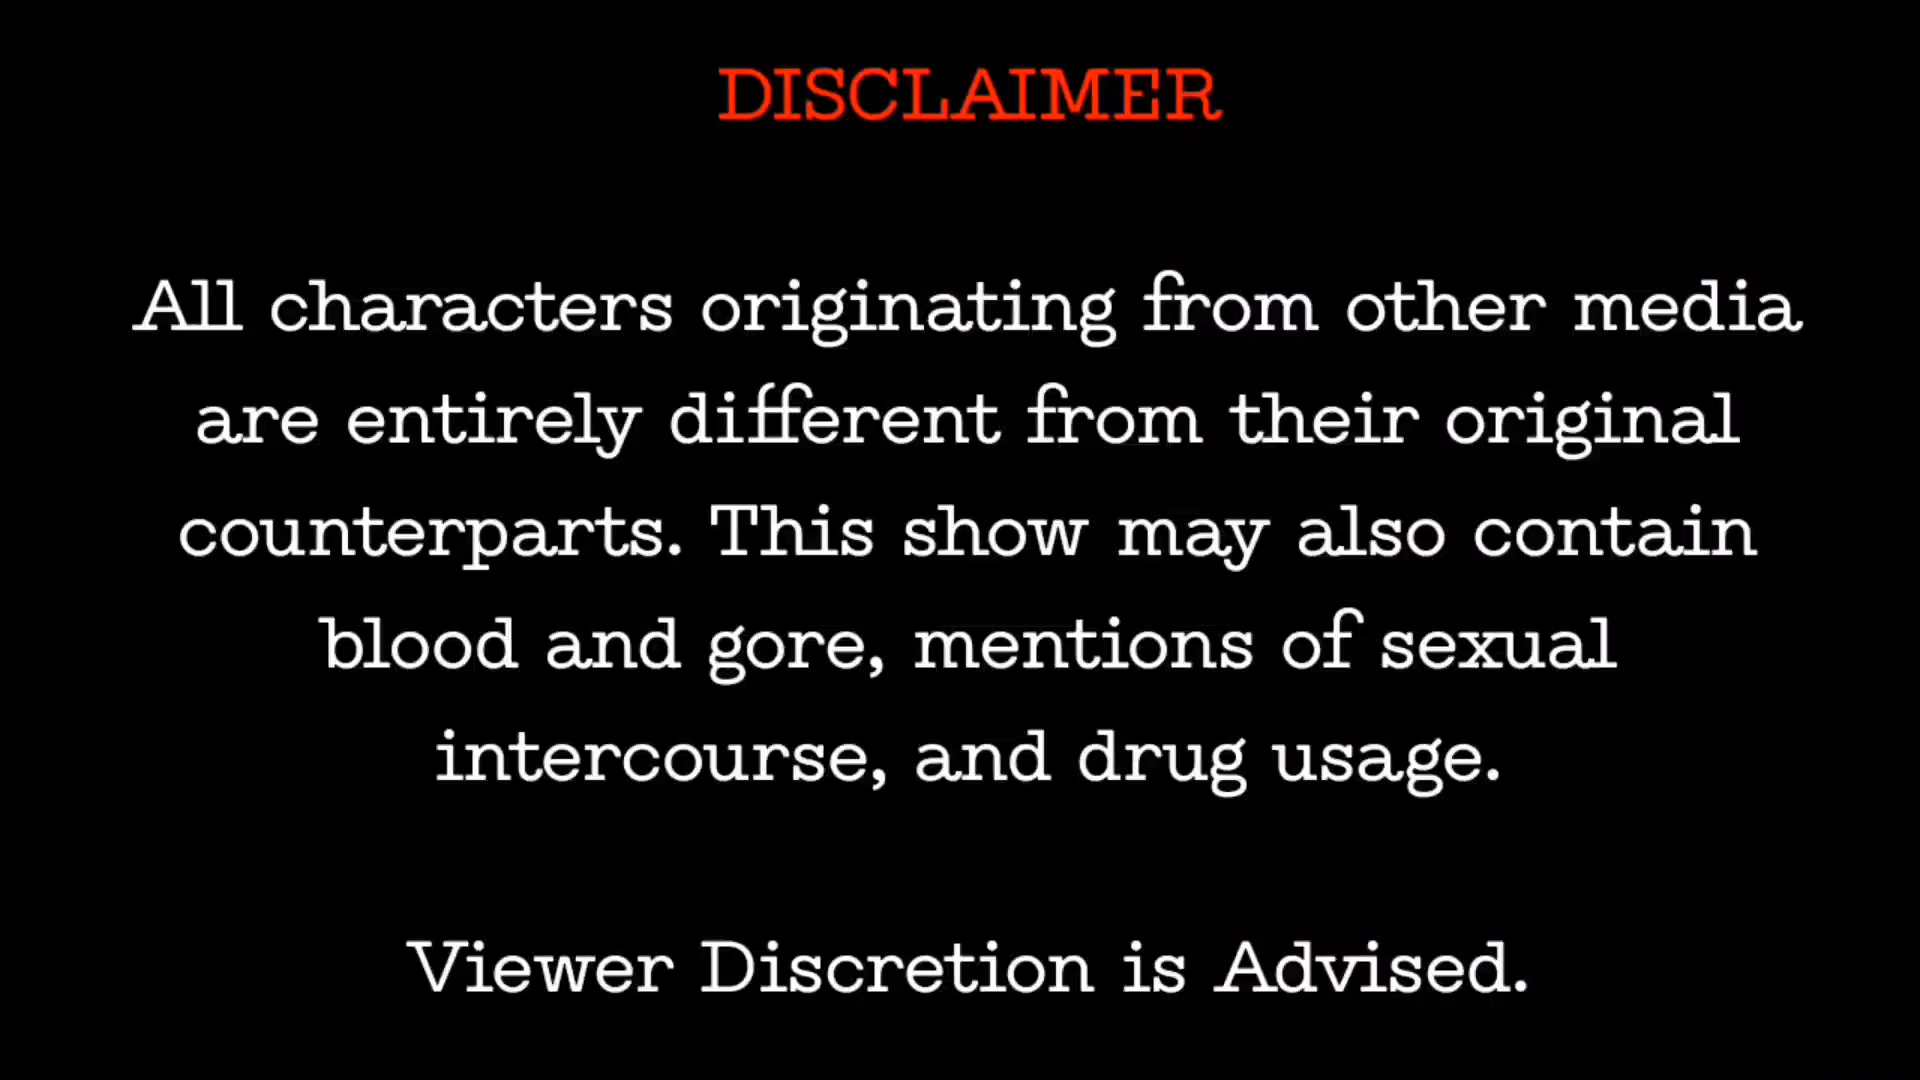 DISCLAIMER
All characters originating from other media
are entirely different from their original
counterparts. This show may also contain
blood and gore, mentions of sexual
intercourse, and drug usage.
Viewer Discretion is Advised.